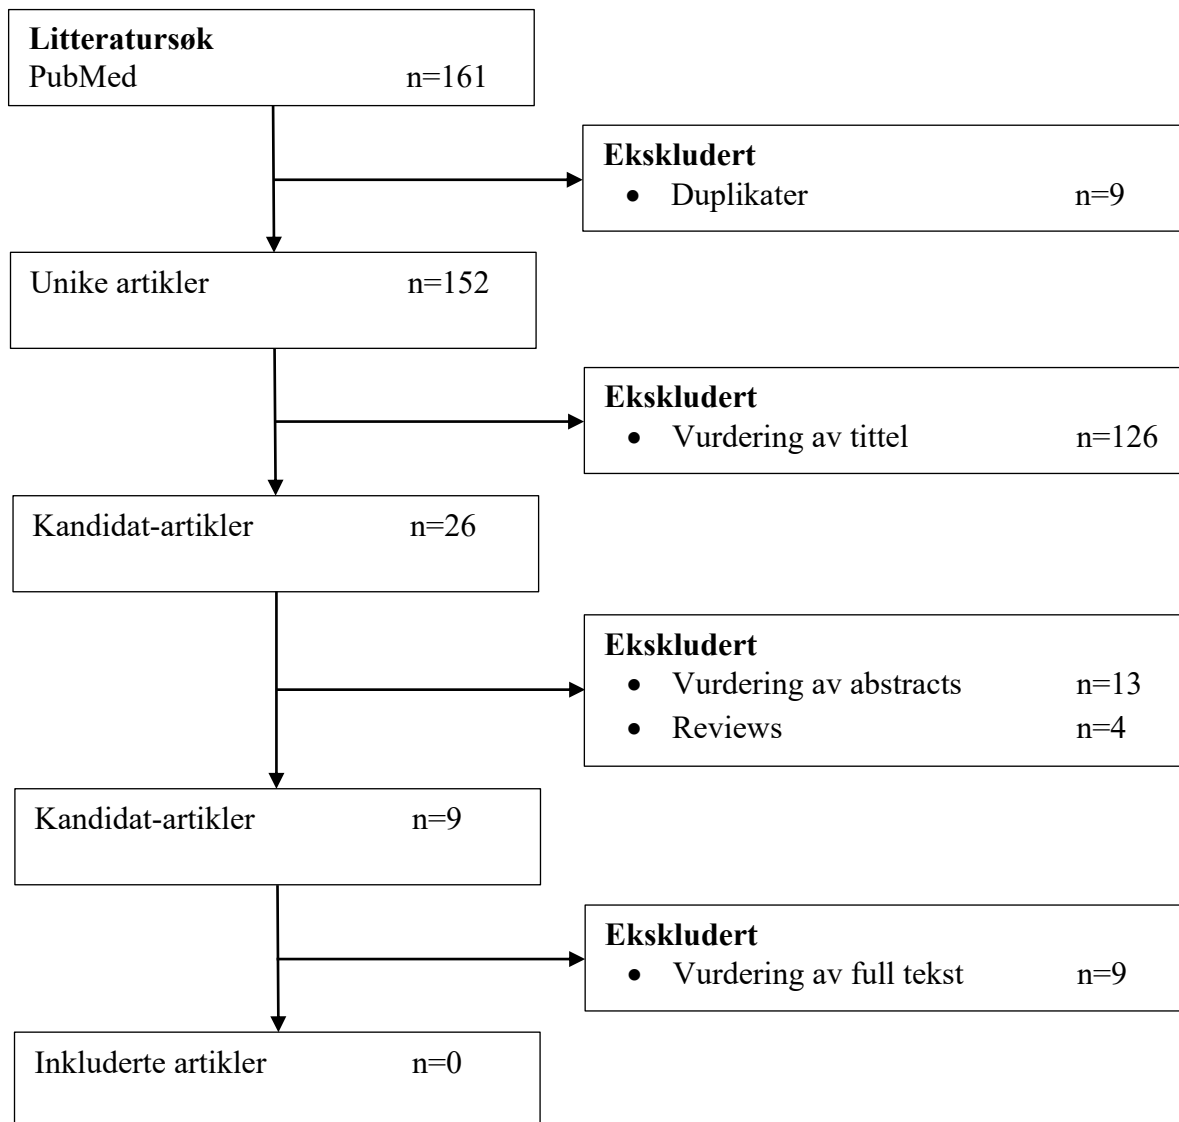 Litteratursøk
PubMed n=161
Ekskludert
• Duplikater n=9
Unike artikler n=152
Ekskludert
• Vurdering av tittel n=126
Kandidat-artikler n=26
Ekskludert
• Vurdering av abstracts n=13
• Reviews n=4
Kandidat-artikler n=9
Ekskludert
• Vurdering av full tekst n=9
Inkluderte artikler n=0